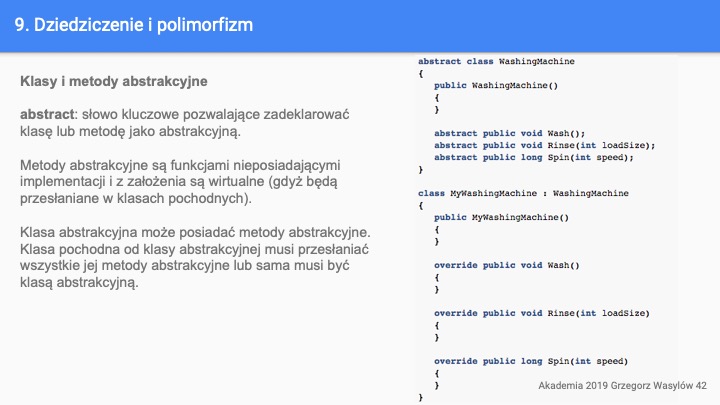 9. Dziedziczenie i polimorfizm
Klasy i metody abstrakcyjne
abstract: słowo kluczowe pozwalające zadeklarować
klasę lub metodę jako abstrakcyjną.
Metody abstrakcyjne są funkcjami nieposiadającymi
implementacji i z założenia są wirtualne (gdyż będą
przesłaniane w klasach pochodnych).
Klasa abstrakcyjna może posiadać metody abstrakcyjne.
Klasa pochodna od klasy abstrakcyjnej musi przesłaniać
wszystkie jej metody abstrakcyjne lub sama musi być
klasą abstrakcyjną.
abstract class WashingMachine
{
public WashingMachine()
{
}
abstract public void Wash();
abstract public void Rinse(int loadSize);
abstract public long Spin(int speed);
}
class MyWashingMachine : WashingMachine
{
public MyWashingMachine()
{
}
override public void Wash()
{
}
override public void Rinse(int loadSize)
{
}
override public long Spin(int speed)
{
}
}
Akademia 2019 Grzegorz Wasylów 42